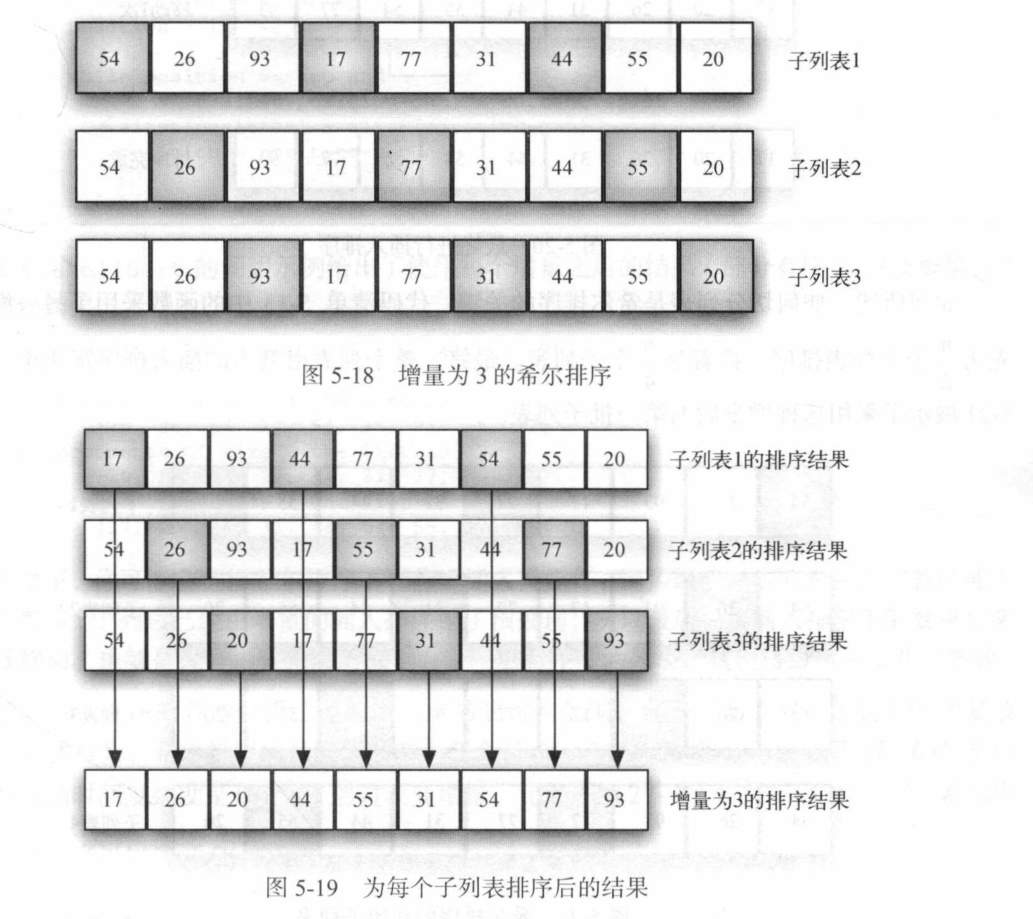 54 26 93 17 77 31 44 55 20 子列表1
54 26 93 17 77 31 44 55 20 子列表2
54 26 93 17 77 31 44 55 20 子列表3
图 5-18 增量为 3 的希尔排序
17 26 93 44 77 31 54 55 20 子列表1的排序结果
54 26 93 17 55 31 44 77 20 子列表2的排序结果
54 26 20 17 77 31 44 55 93 子列表3的排序结果
17 26 20 44 55 31 54 77 93 增量为3的排序结果
图 5-19 为每个子列表排序后的结果